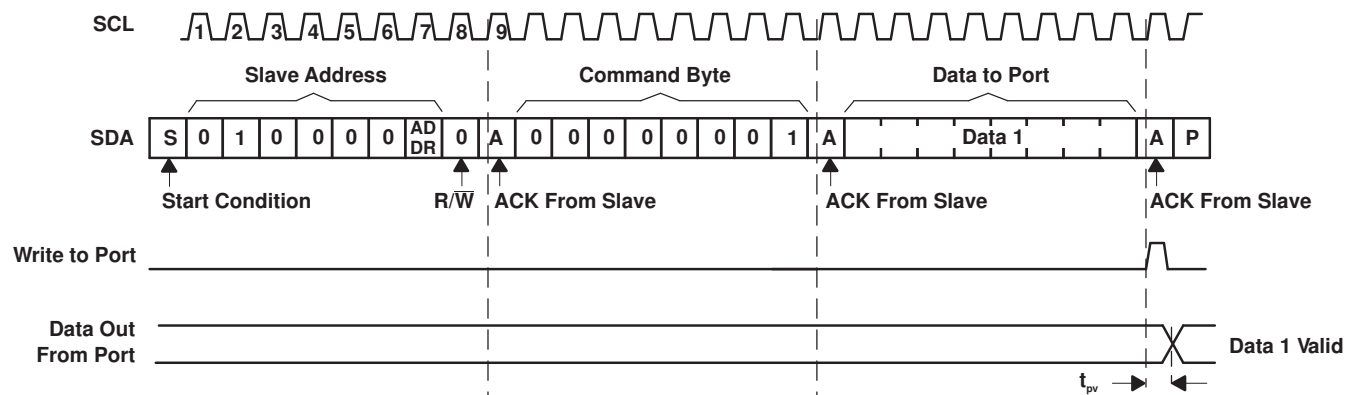 SCL 1 2 3 4 5 6 7 8 9
Slave Address Command Byte Data to Port
SDA S 0 1 0 0 0 0 AD DR 0 A 0 0 0 0 0 0 0 1 A Data 1 A P
Start Condition R/W̅ ACK From Slave ACK From Slave ACK From Slave
Write to Port
Data Out
From Port
Data 1 Valid
tpv